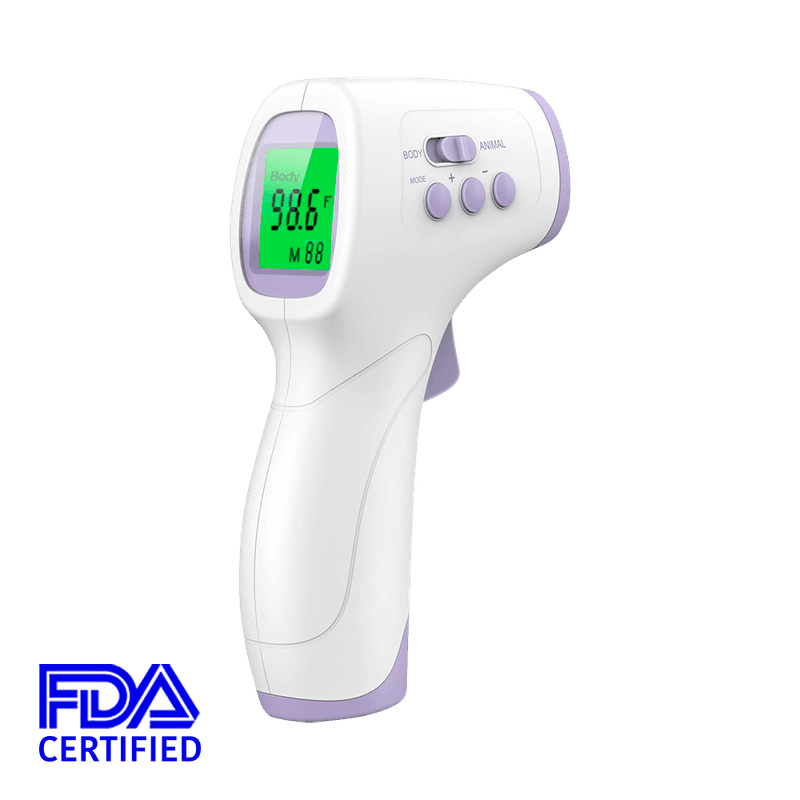 BODY
ANIMAL
MODE + -
Body
98.6 F
M 88
FDA
CERTIFIED